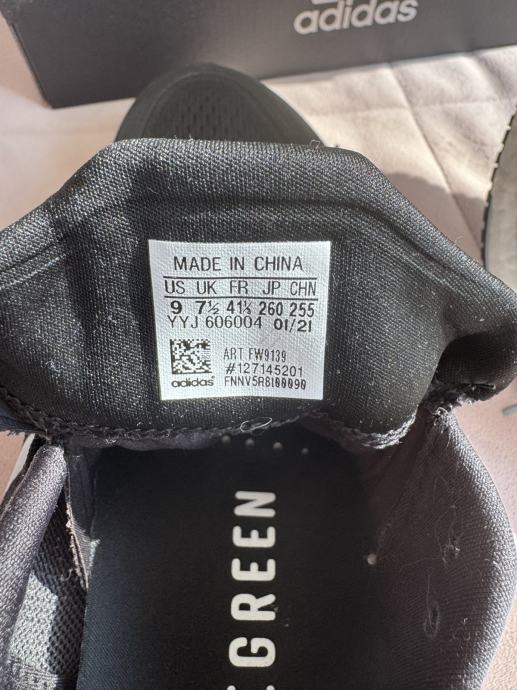 adidas
MADE IN CHINA
US UK FR JP CHN
9 7½ 41⅓ 260 255
YYJ 606004 01/21
ART FW9139
#127145201
FNNV5RBL00090
adidas
GREEN